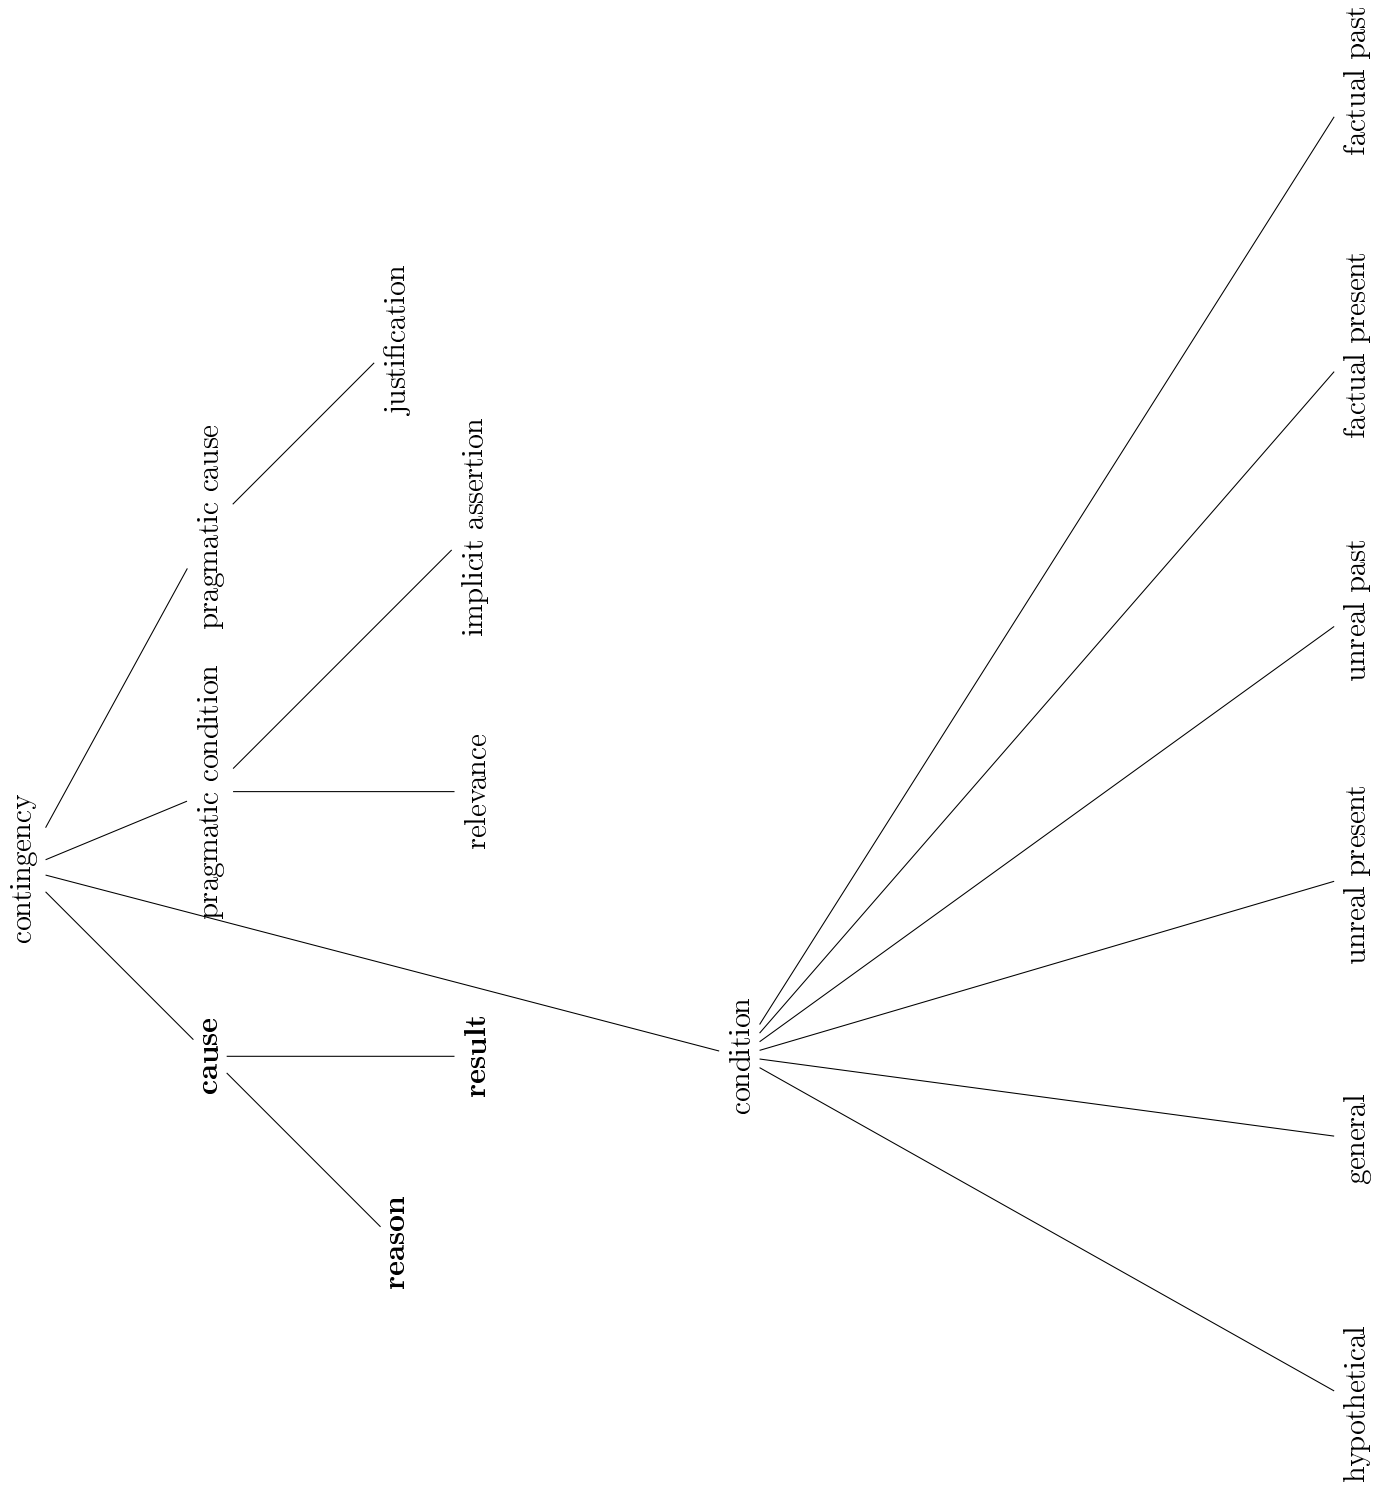 contingency
cause
pragmatic condition
pragmatic cause
reason
justification
result
relevance
implicit assertion
condition
hypothetical
general
unreal present
unreal past
factual present
factual past